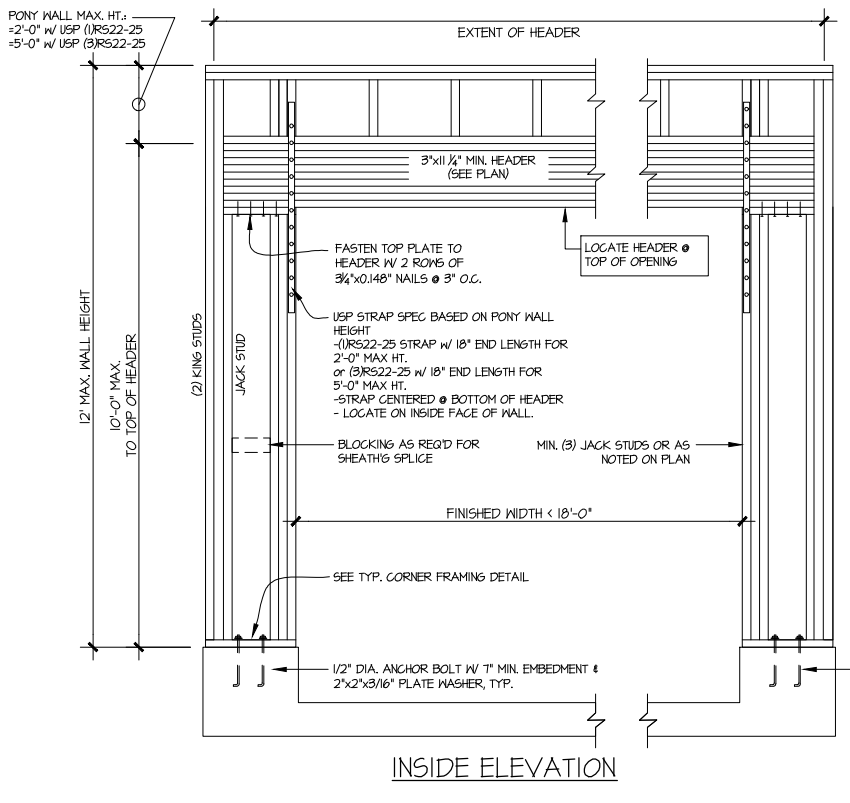 PONY WALL MAX. HT.:
=2'-0" W/ USP (1)RS22-25
=5'-0" W/ USP (3)RS22-25
EXTENT OF HEADER
3"x11 1/4" MIN. HEADER
(SEE PLAN)
FASTEN TOP PLATE TO
HEADER W/ 2 ROWS OF
3 1/4"x0.148" NAILS @ 3" O.C.
LOCATE HEADER @
TOP OF OPENING
12' MAX. WALL HEIGHT
10'-0" MAX.
TO TOP OF HEADER
(2) KING STUDS
JACK STUD
USP STRAP SPEC BASED ON PONY WALL
HEIGHT
-(1)RS22-25 STRAP W/ 18" END LENGTH FOR
2'-0" MAX HT.
or (3)RS22-25 W/ 18" END LENGTH FOR
5'-0" MAX HT.
-STRAP CENTERED @ BOTTOM OF HEADER
- LOCATE ON INSIDE FACE OF WALL.
BLOCKING AS REQ'D FOR
SHEATH'G SPLICE
MIN. (3) JACK STUDS OR AS
NOTED ON PLAN
FINISHED WIDTH < 18'-0"
SEE TYP. CORNER FRAMING DETAIL
1/2" DIA. ANCHOR BOLT W/ 7" MIN. EMBEDMENT &
2"x2"x3/16" PLATE WASHER, TYP.
INSIDE ELEVATION